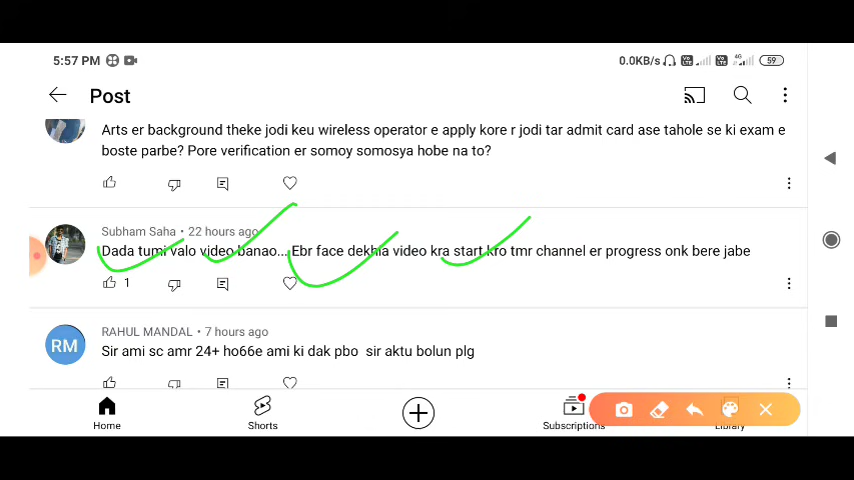 5:57 PM
0.0KB/s
4G
59
Post
Arts er background theke jodi keu wireless operator e apply kore r jodi tar admit card ase tahole se ki exam e
boste parbe? Pore verification er somoy somosya hobe na to?
Subham Saha • 22 hours ago
Dada tumi valo video banao... Ebr face dekhia video kra start kro tmr channel er progress onk bere jabe
1
RM
RAHUL MANDAL • 7 hours ago
Sir ami sc amr 24+ ho66e ami ki dak pbo sir aktu bolun plg
Home
Shorts
Subscriptions
Library